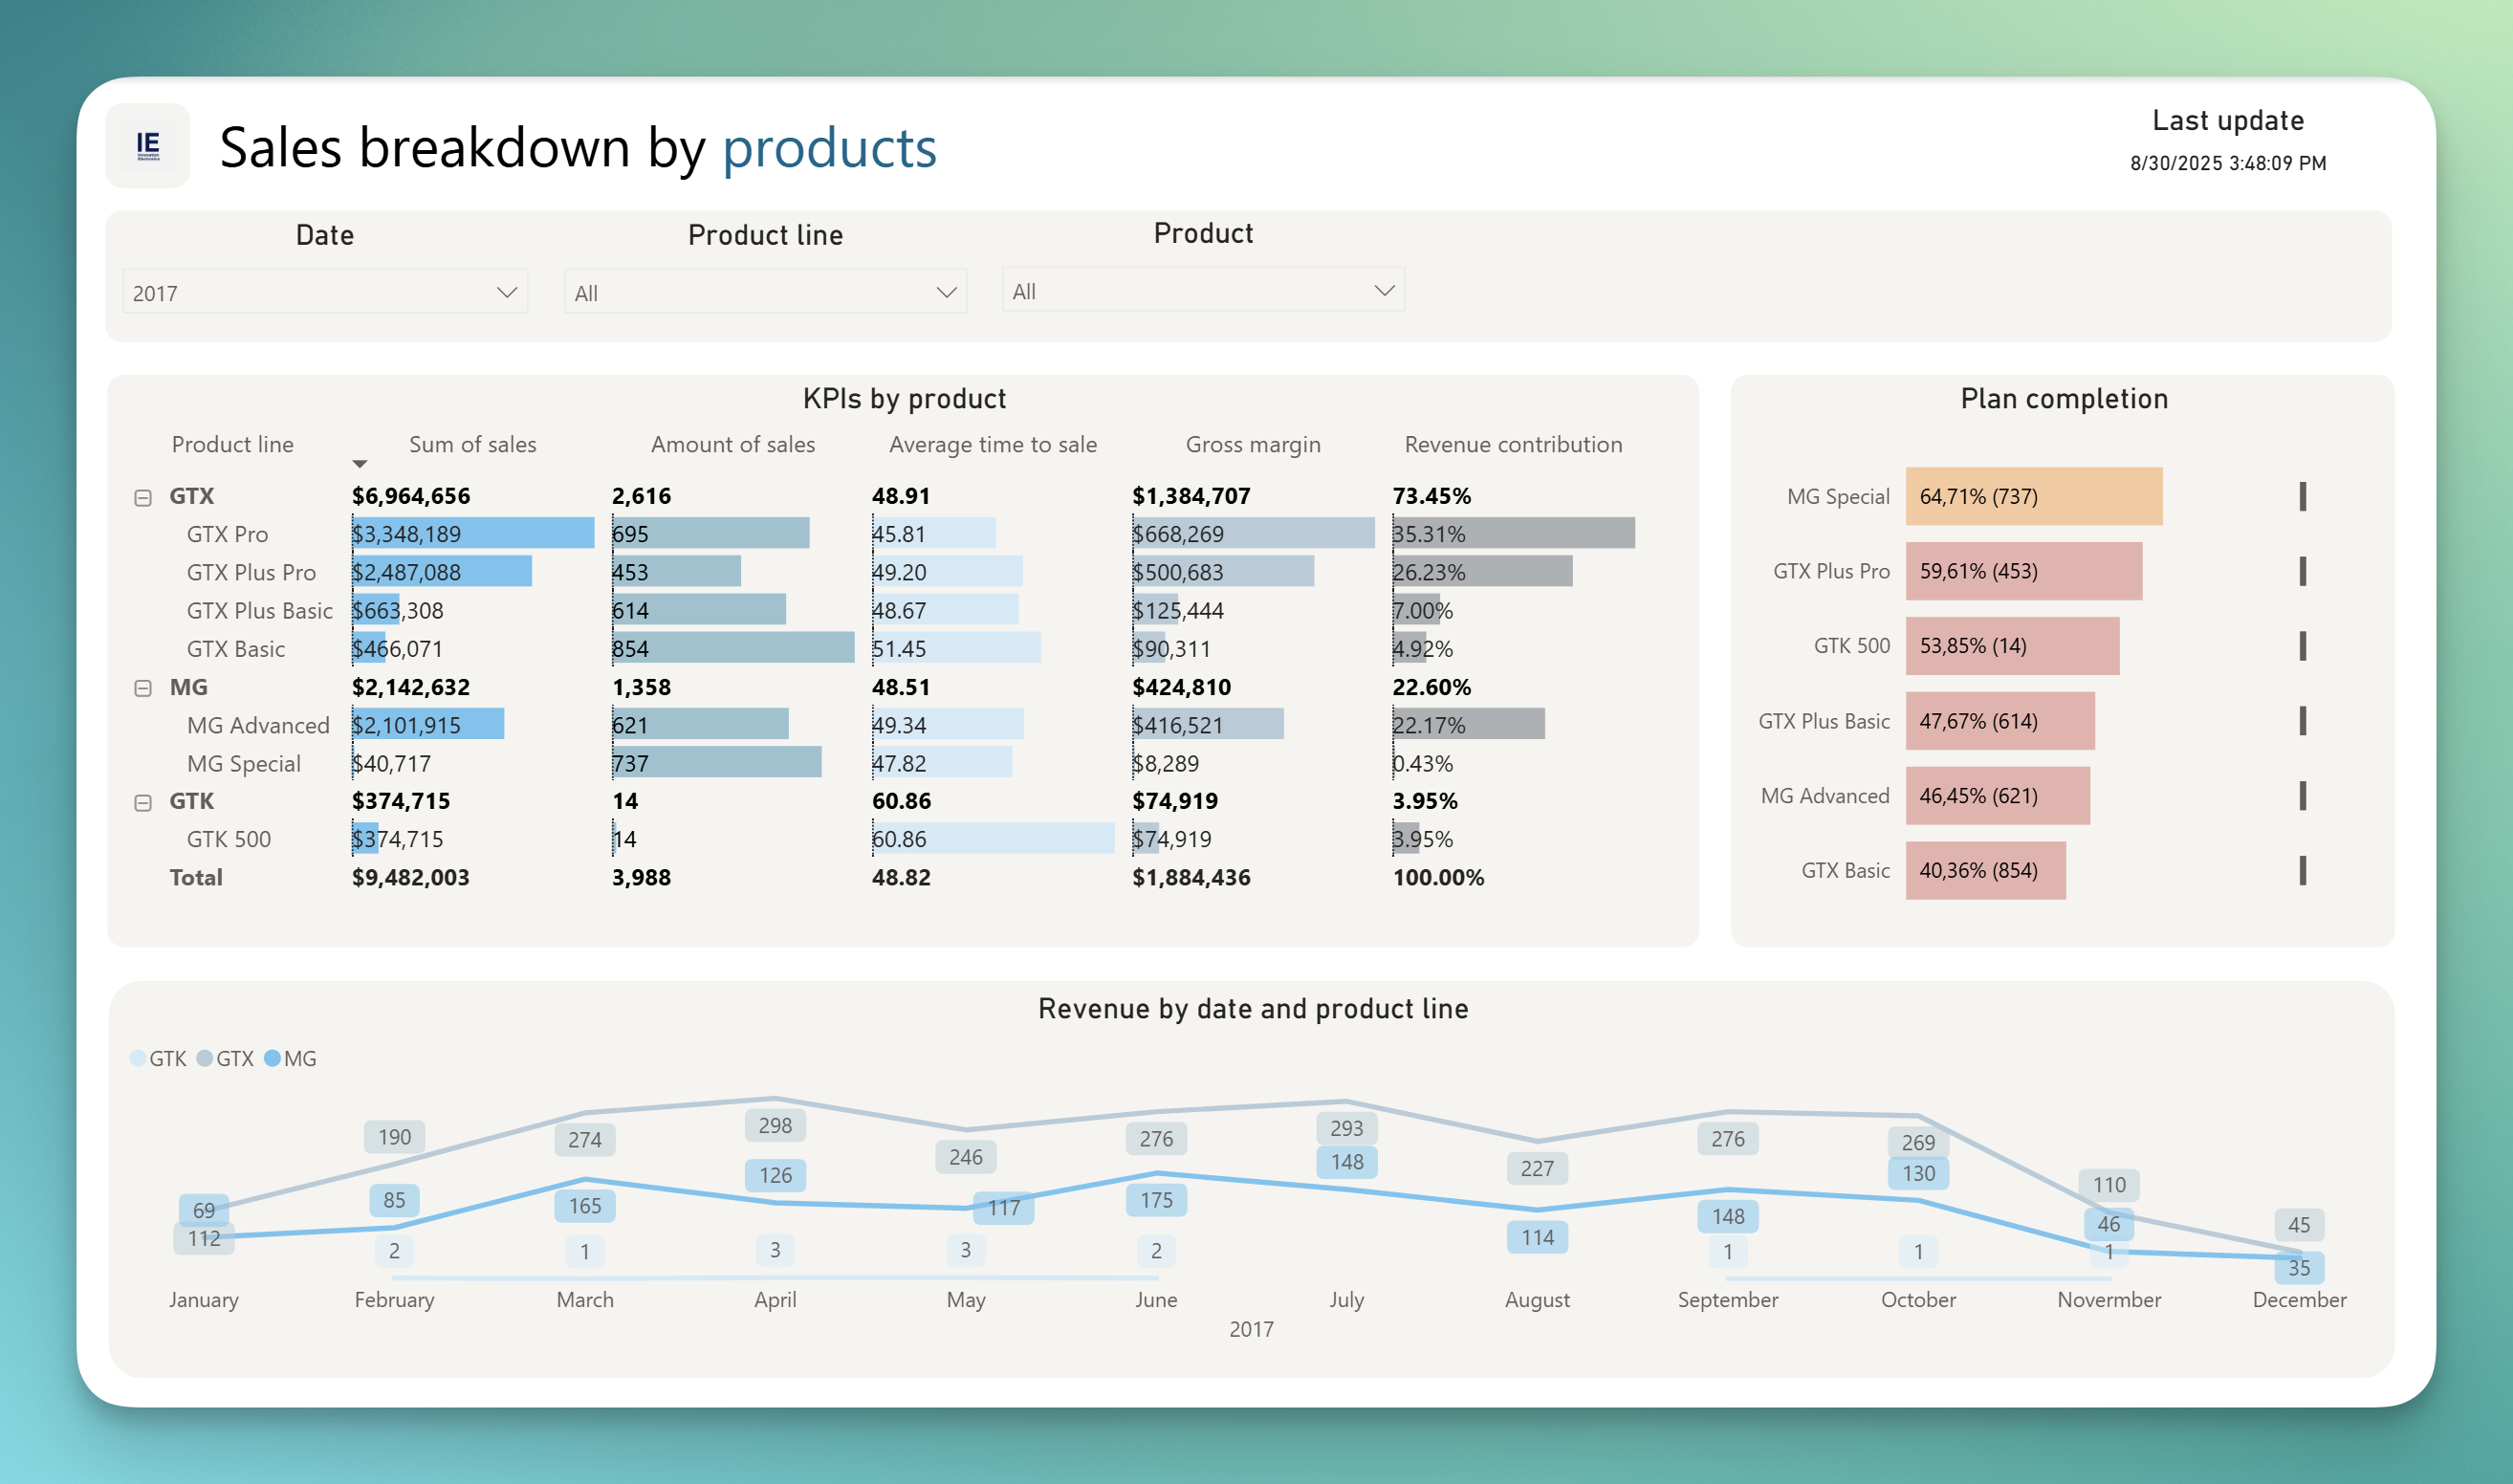 IE
Innovation
Electronics
Sales breakdown by products
Last update
8/30/2025 3:48:09 PM
Date
Product line
Product
2017
All
All
KPIs by product
Product line Sum of sales Amount of sales Average time to sale Gross margin Revenue contribution
GTX $6,964,656 2,616 48.91 $1,384,707 73.45%
GTX Pro $3,348,189 695 45.81 $668,269 35.31%
GTX Plus Pro $2,487,088 453 49.20 $500,683 26.23%
GTX Plus Basic $663,308 614 48.67 $125,444 7.00%
GTX Basic $466,071 854 51.45 $90,311 4.92%
MG $2,142,632 1,358 48.51 $424,810 22.60%
MG Advanced $2,101,915 621 49.34 $416,521 22.17%
MG Special $40,717 737 47.82 $8,289 0.43%
GTK $374,715 14 60.86 $74,919 3.95%
GTK 500 $374,715 14 60.86 $74,919 3.95%
Total $9,482,003 3,988 48.82 $1,884,436 100.00%
Plan completion
MG Special 64,71% (737)
GTX Plus Pro 59,61% (453)
GTK 500 53,85% (14)
GTX Plus Basic 47,67% (614)
MG Advanced 46,45% (621)
GTX Basic 40,36% (854)
Revenue by date and product line
GTK GTX MG
112 190 274 298 246 276 293 227 276 269 110 45
69 85 165 126 117 175 148 114 148 130 46 35
2 1 3 3 2 1 1 1
January February March April May June July August September October Novermber December
2017